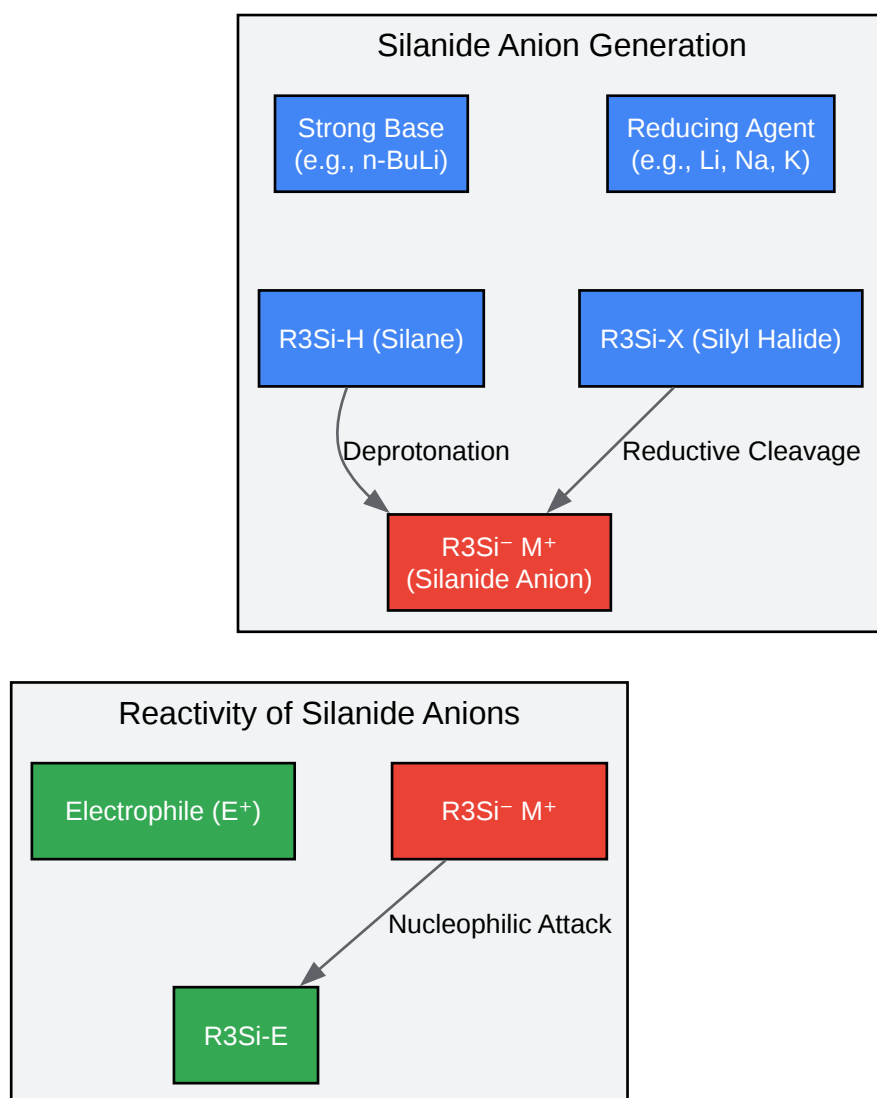 Silanide Anion Generation
Strong Base
(e.g., n-BuLi)
Reducing Agent
(e.g., Li, Na, K)
R3Si-H (Silane)
R3Si-X (Silyl Halide)
Deprotonation
Reductive Cleavage
R3Si⁻ M⁺
(Silanide Anion)
Reactivity of Silanide Anions
Electrophile (E⁺)
R3Si⁻ M⁺
Nucleophilic Attack
R3Si-E